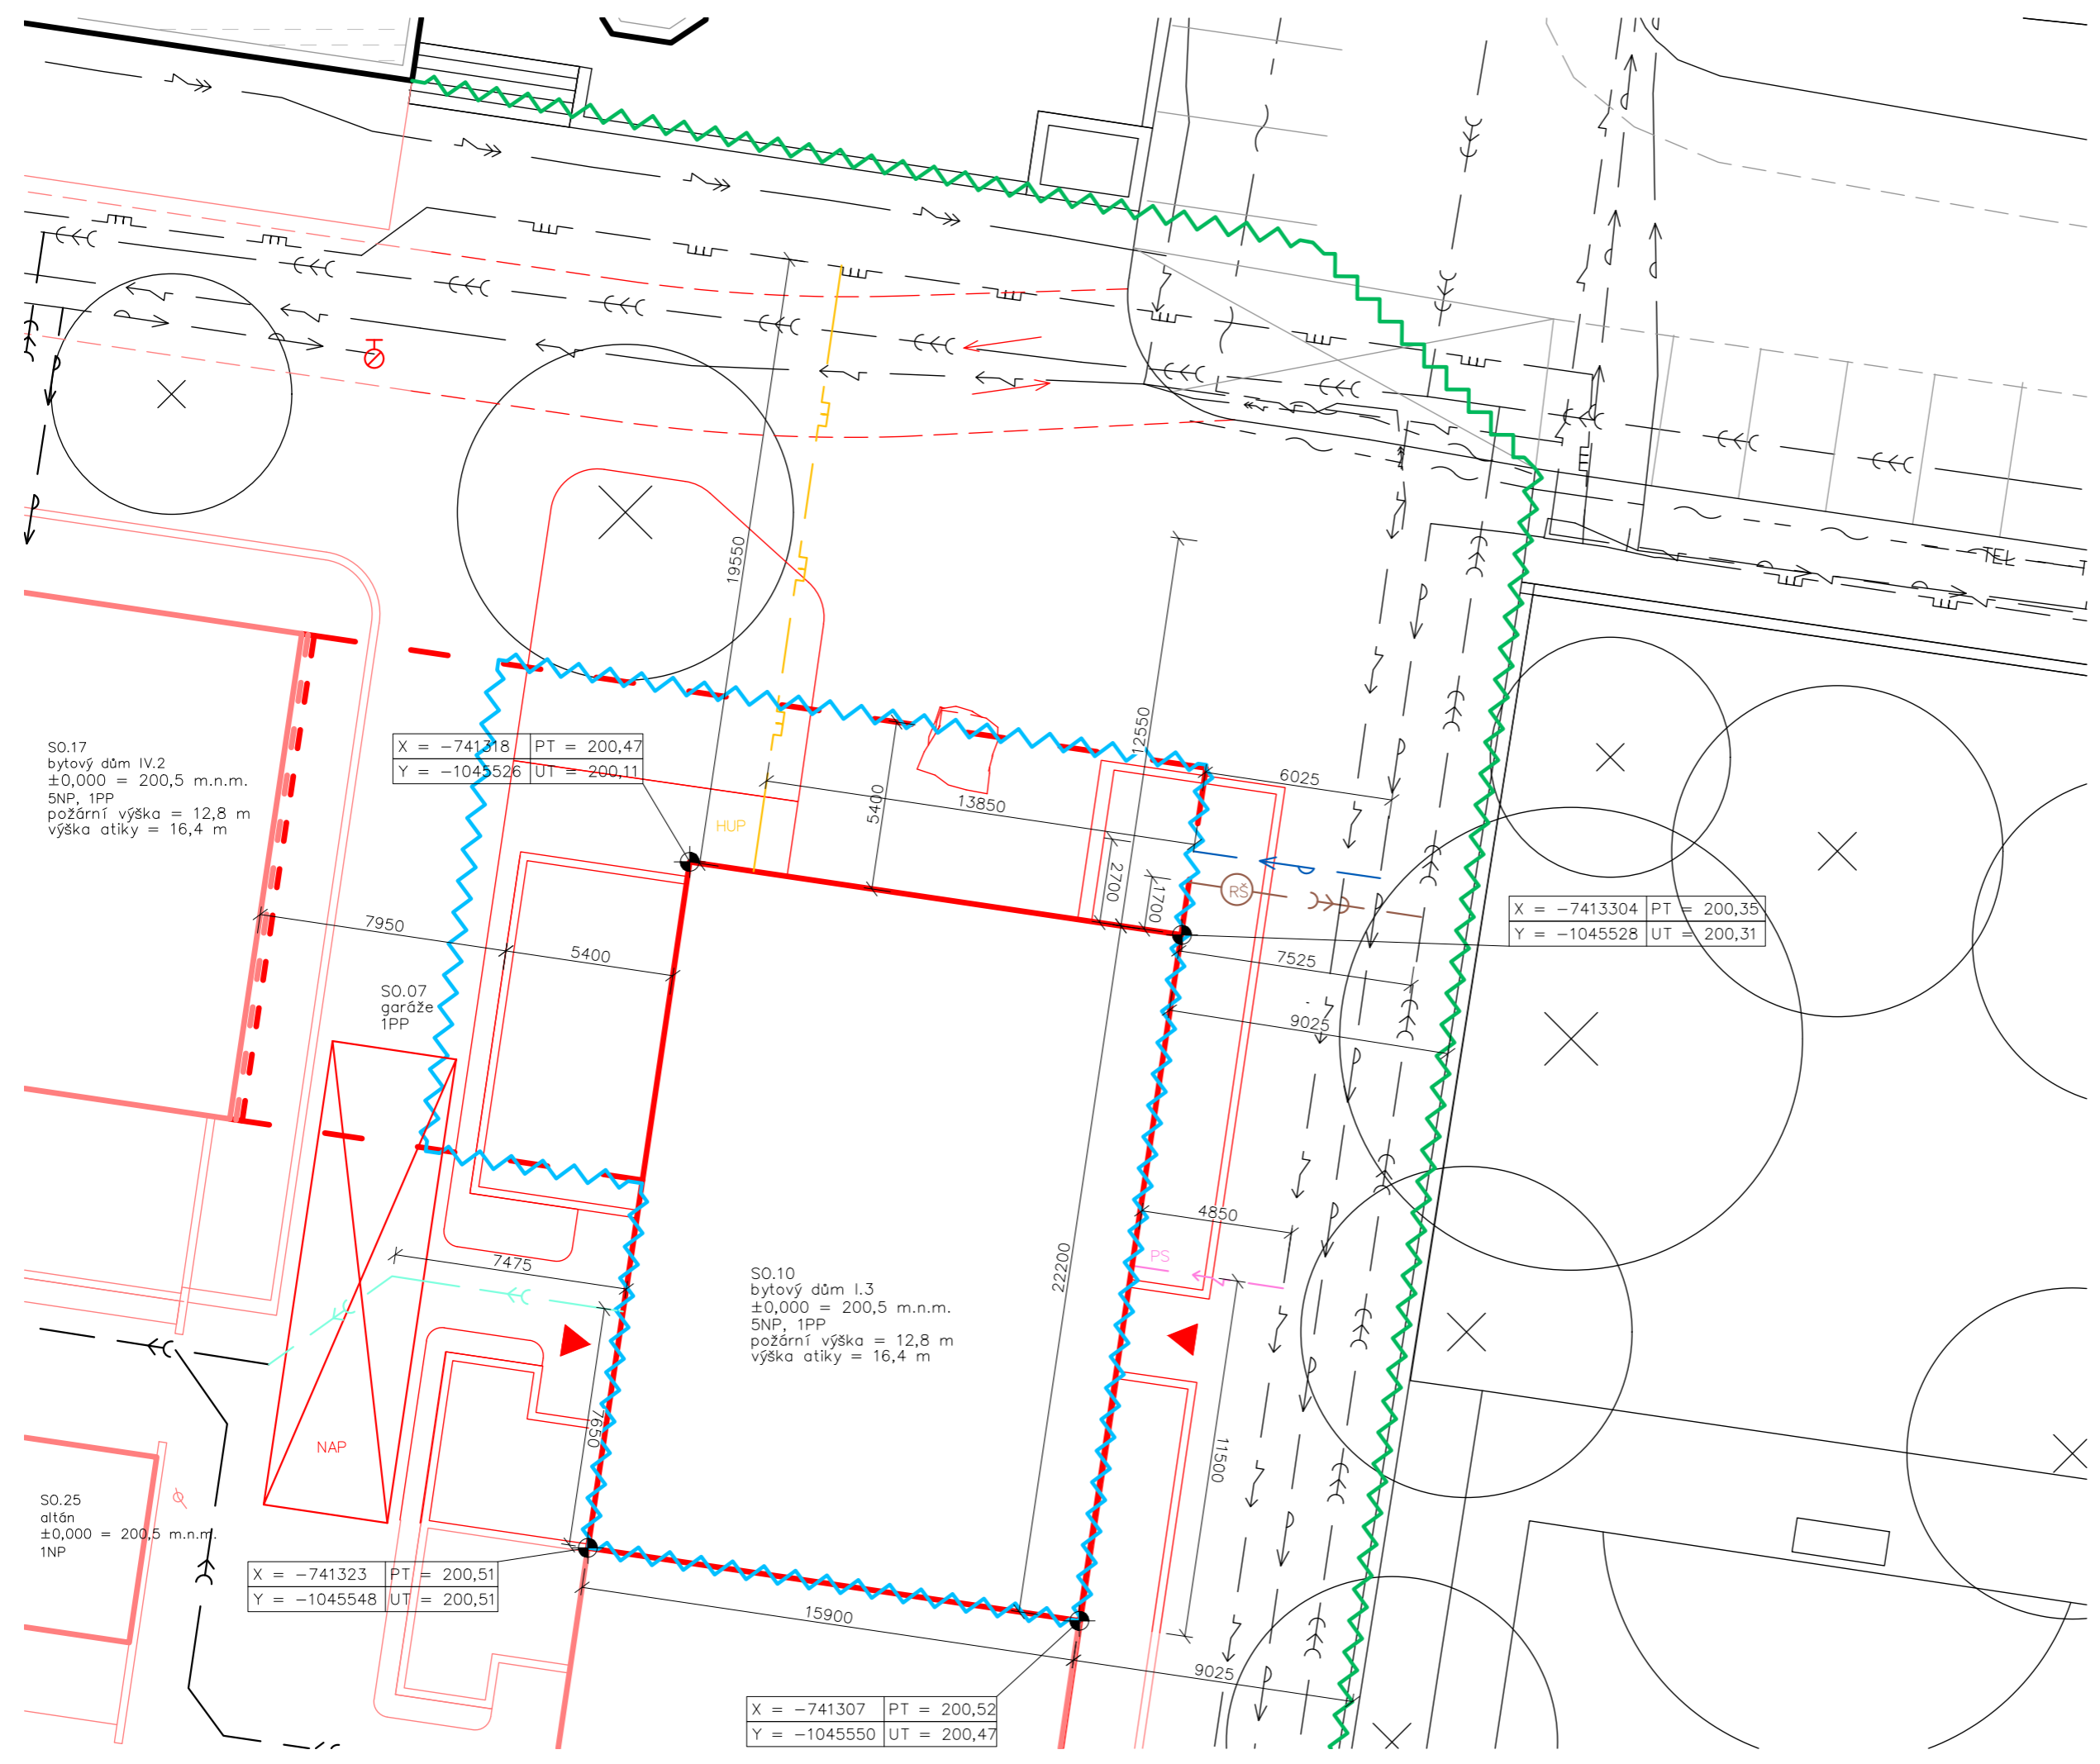 19550
TEL
12550
X = -741318 PT = 200,47
Y = -1045526 UT = 200,11
SO.17
bytový dům IV.2
±0,000 = 200,5 m.n.m.
5NP, 1PP
požární výška = 12,8 m
výška atiky = 16,4 m
6025
13850
5400
HUP
2700
1700
RŠ
X = -7413304 PT = 200,35
Y = -1045528 UT = 200,31
7950
5400
7525
SO.07
garáže
1PP
9025
4850
PS
7475
22200
SO.10
bytový dům I.3
±0,000 = 200,5 m.n.m.
5NP, 1PP
požární výška = 12,8 m
výška atiky = 16,4 m
7650
NAP
11500
SO.25
altán
±0,000 = 200,5 m.n.m.
1NP
X = -741323 PT = 200,51
Y = -1045548 UT = 200,51
15900
9025
X = -741307 PT = 200,52
Y = -1045550 UT = 200,47